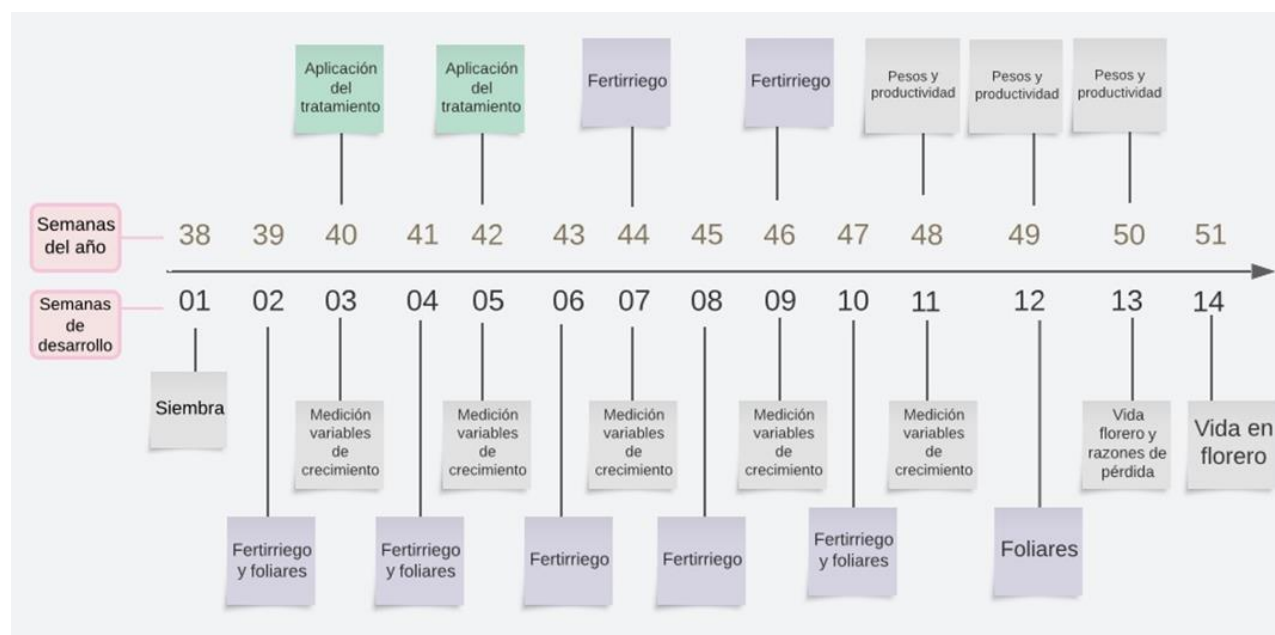 Aplicación
del
tratamiento
Aplicación
del
tratamiento
Fertirriego
Fertirriego
Pesos y
productividad
Pesos y
productividad
Pesos y
productividad
Semanas
del año
38 39 40 41 42 43 44 45 46 47 48 49 50 51
Semanas
de
desarrollo
01 02 03 04 05 06 07 08 09 10 11 12 13 14
Siembra
Medición
variables
de
crecimiento
Medición
variables
de
crecimiento
Medición
variables
de
crecimiento
Medición
variables
de
crecimiento
Medición
variables
de
crecimiento
Vida
florero y
razones de
pérdida
Vida en
florero
Fertirriego
y foliares
Fertirriego
y foliares
Fertirriego
Fertirriego
Fertirriego
y foliares
Foliares